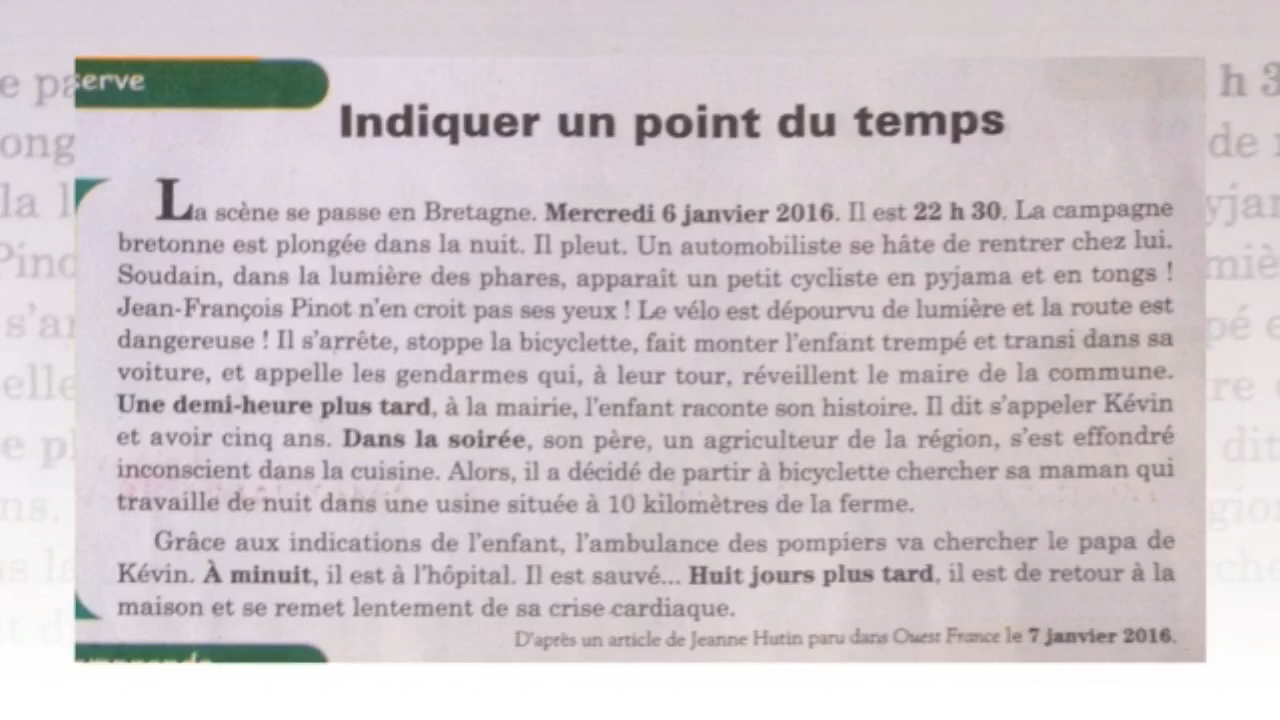 serve
Indiquer un point du temps
La scène se passe en Bretagne. Mercredi 6 janvier 2016. Il est 22 h 30. La campagne
bretonne est plongée dans la nuit. Il pleut. Un automobiliste se hâte de rentrer chez lui.
Soudain, dans la lumière des phares, apparaît un petit cycliste en pyjama et en tongs !
Jean-François Pinot n'en croit pas ses yeux ! Le vélo est dépourvu de lumière et la route est
dangereuse ! Il s'arrête, stoppe la bicyclette, fait monter l'enfant trempé et transi dans sa
voiture, et appelle les gendarmes qui, à leur tour, réveillent le maire de la commune.
Une demi-heure plus tard, à la mairie, l'enfant raconte son histoire. Il dit s'appeler Kévin
et avoir cinq ans. Dans la soirée, son père, un agriculteur de la région, s'est effondré
inconscient dans la cuisine. Alors, il a décidé de partir à bicyclette chercher sa maman qui
travaille de nuit dans une usine située à 10 kilomètres de la ferme.
Grâce aux indications de l'enfant, l'ambulance des pompiers va chercher le papa de
Kévin. À minuit, il est à l'hôpital. Il est sauvé... Huit jours plus tard, il est de retour à la
maison et se remet lentement de sa crise cardiaque.
D'après un article de Jeanne Hutin paru dans Ouest France le 7 janvier 2016.